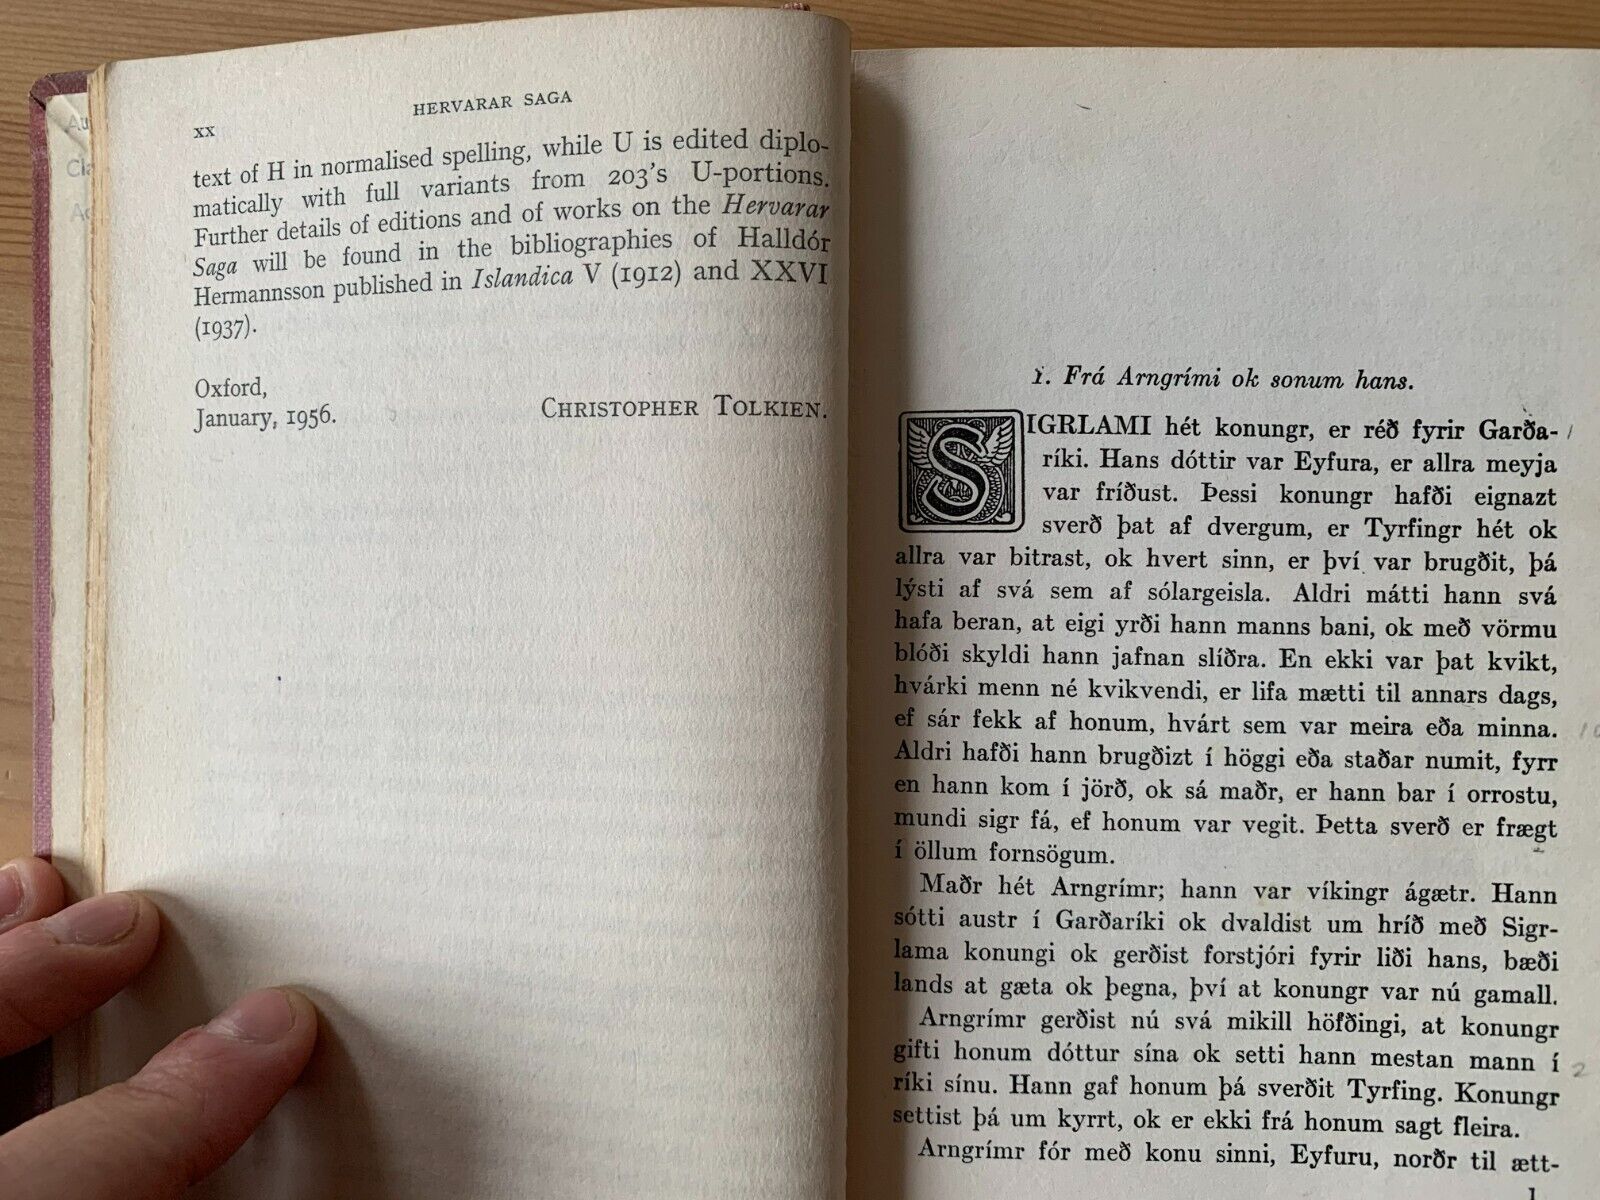 xx
HERVARAR SAGA
text of H in normalised spelling, while U is edited diplo-
matically with full variants from 203's U-portions.
Further details of editions and of works on the Hervarar
Saga will be found in the bibliographies of Halldór
Hermannsson published in Islandica V (1912) and XXVI
(1937).
Oxford,
January, 1956.
CHRISTOPHER TOLKIEN.
1. Frá Arngrími ok sonum hans.
SIGRLAMI hét konungr, er réð fyrir Garða-
ríki. Hans dóttir var Eyfura, er allra meyja
var fríðust. Þessi konungr hafði eignazt
sverð þat af dvergum, er Tyrfingr hét ok
allra var bitrast, ok hvert sinn, er því var brugðit, þá
lýsti af svá sem af sólargeisla. Aldri mátti hann svá
hafa beran, at eigi yrði hann manns bani, ok með vörmu
blóði skyldi hann jafnan slíðra. En ekki var þat kvikt,
hvárki menn né kvikvendi, er lifa mætti til annars dags,
ef sár fekk af honum, hvárt sem var meira eða minna.
Aldri hafði hann brugðizt í höggi eða staðar numit, fyrr
en hann kom í jörð, ok sá maðr, er hann bar í orrostu,
mundi sigr fá, ef honum var vegit. Þetta sverð er frægt
í öllum fornsögum.
Maðr hét Arngrímr; hann var víkingr ágætr. Hann
sótti austr í Garðaríki ok dvaldist um hríð með Sigr-
lama konungi ok gerðist forstjóri fyrir liði hans, bæði
lands at gæta ok þegna, því at konungr var nú gamall.
Arngrímr gerðist nú svá mikill höfðingi, at konungr
gifti honum dóttur sína ok setti hann mestan mann í
ríki sínu. Hann gaf honum þá sverðit Tyrfing. Konungr
settist þá um kyrrt, ok er ekki frá honum sagt fleira.
Arngrímr fór með konu sinni, Eyfuru, norðr til ætt-
1